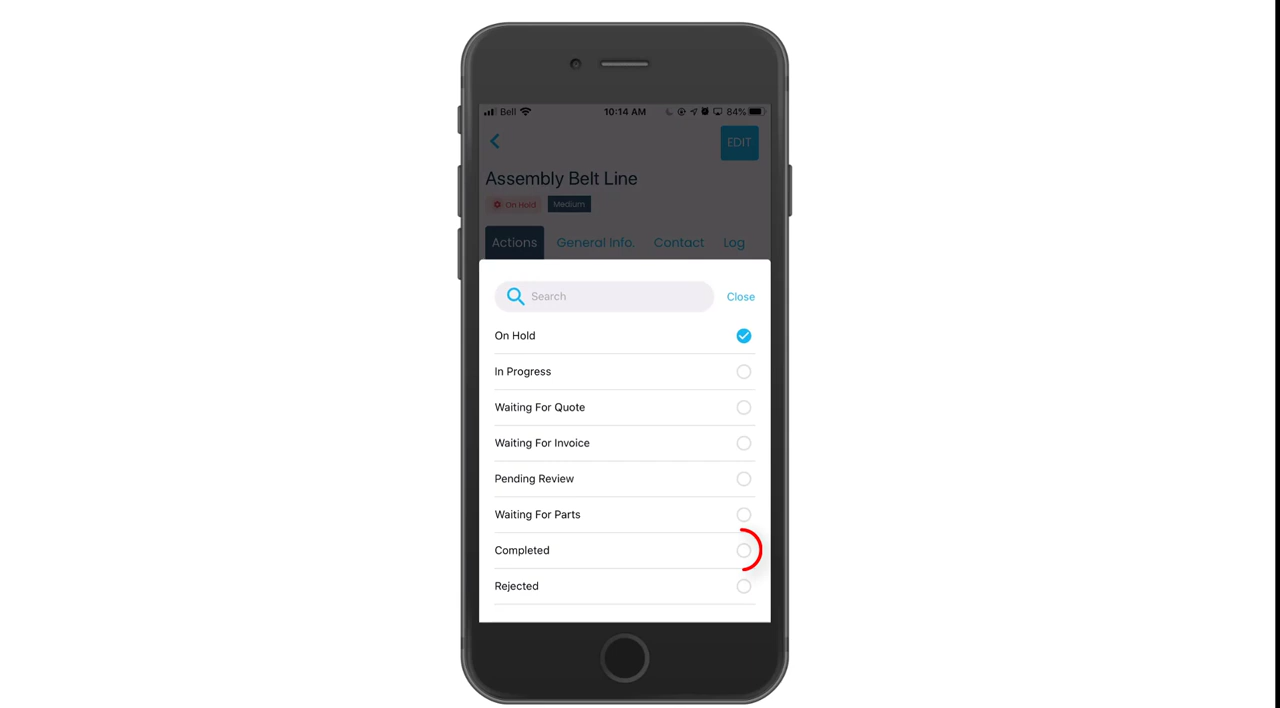 Bell 10:14 AM 84%
EDIT
Assembly Belt Line
On Hold Medium
Actions General Info. Contact Log
Search Close
On Hold
In Progress
Waiting For Quote
Waiting For Invoice
Pending Review
Waiting For Parts
Completed
Rejected